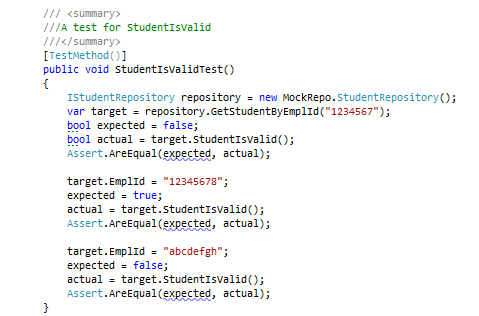 /// <summary>
///A test for StudentIsValid
///</summary>
[TestMethod()]
public void StudentIsValidTest()
{
IStudentRepository repository = new MockRepo.StudentRepository();
var target = repository.GetStudentByEmplId("1234567");
bool expected = false;
bool actual = target.StudentIsValid();
Assert.AreEqual(expected, actual);
target.EmplId = "12345678";
expected = true;
actual = target.StudentIsValid();
Assert.AreEqual(expected, actual);
target.EmplId = "abcdefgh";
expected = false;
actual = target.StudentIsValid();
Assert.AreEqual(expected, actual);
}